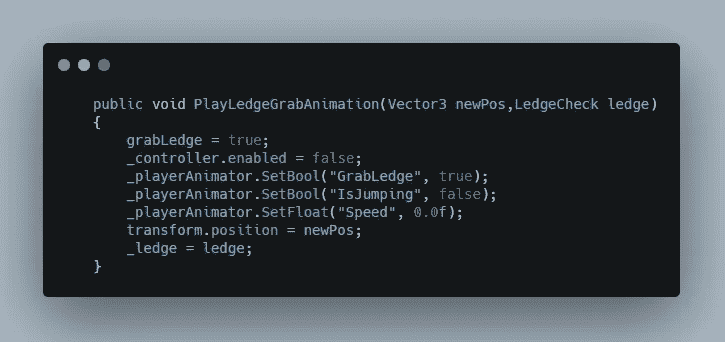 public void PlayLedgeGrabAnimation(Vector3 newPos,LedgeCheck ledge)
{
    grabLedge = true;
    _controller.enabled = false;
    _playerAnimator.SetBool("GrabLedge", true);
    _playerAnimator.SetBool("IsJumping", false);
    _playerAnimator.SetFloat("Speed", 0.0f);
    transform.position = newPos;
    _ledge = ledge;
}